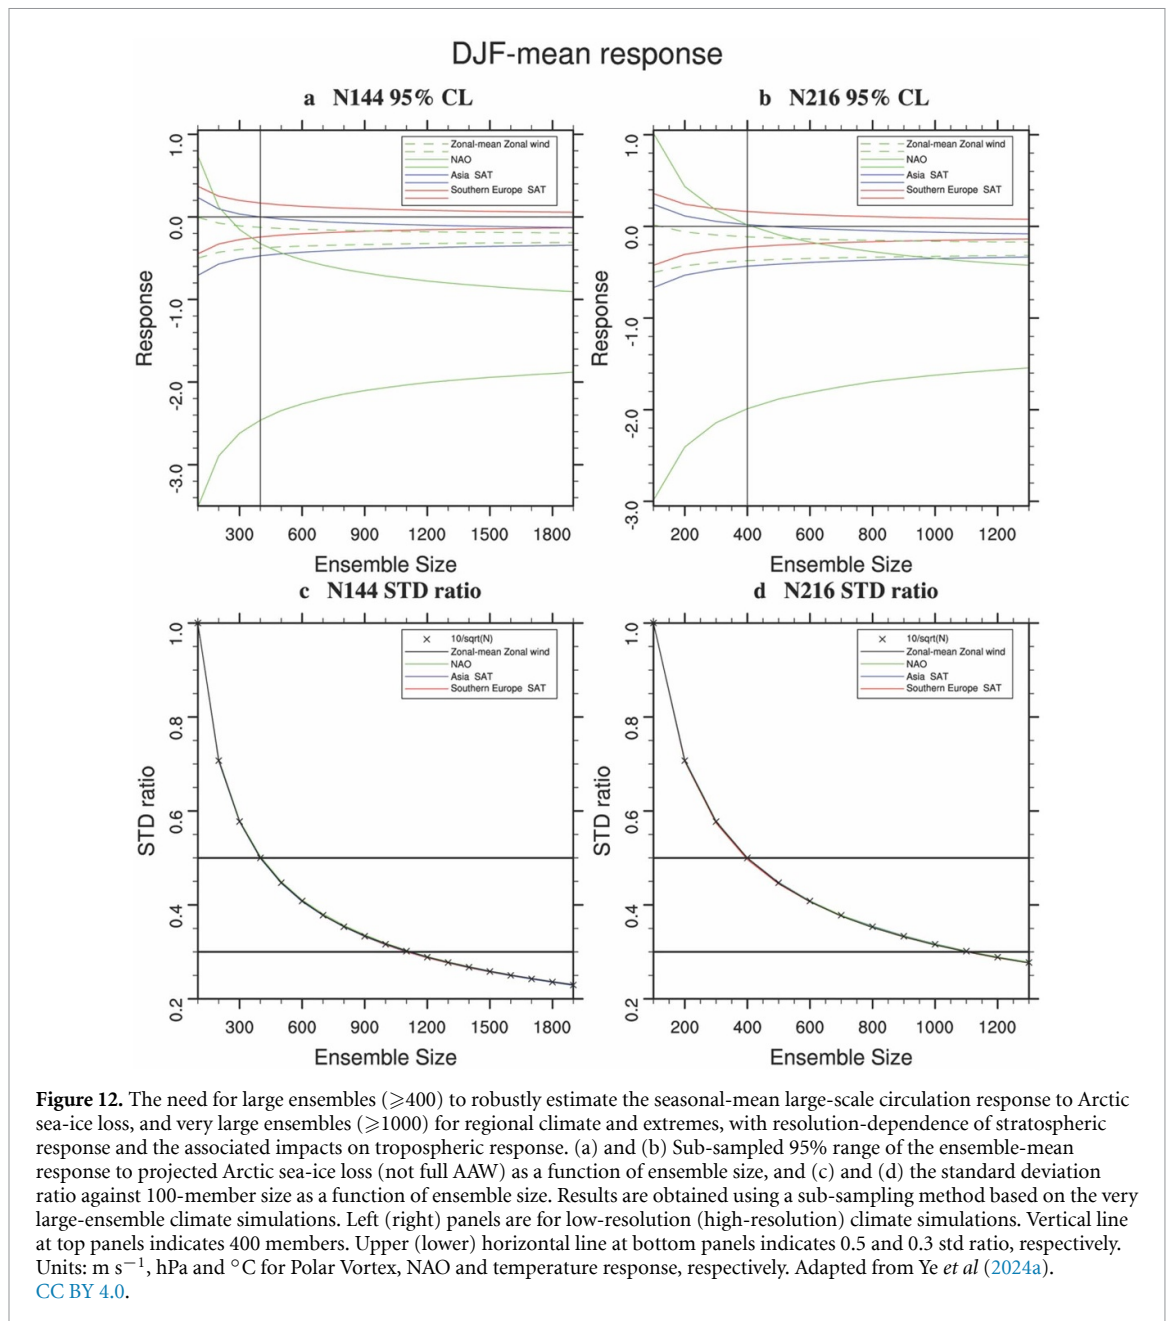 DJF-mean response
a N144 95% CL
b N216 95% CL
Zonal-mean Zonal wind
NAO
Asia SAT
Southern Europe SAT
Zonal-mean Zonal wind
NAO
Asia SAT
Southern Europe SAT
Response
1.0
0.0
-1.0
-2.0
-3.0
300 600 900 1200 1500 1800
Ensemble Size
Response
1.0
0.0
-1.0
-2.0
-3.0
200 400 600 800 1000 1200
Ensemble Size
c N144 STD ratio
d N216 STD ratio
10/sqrt(N)
Zonal-mean Zonal wind
NAO
Asia SAT
Southern Europe SAT
10/sqrt(N)
Zonal-mean Zonal wind
NAO
Asia SAT
Southern Europe SAT
STD ratio
1.0
0.8
0.6
0.4
0.2
300 600 900 1200 1500 1800
Ensemble Size
STD ratio
1.0
0.8
0.6
0.4
0.2
200 400 600 800 1000 1200
Ensemble Size
Figure 12. The need for large ensembles (⩾400) to robustly estimate the seasonal-mean large-scale circulation response to Arctic
sea-ice loss, and very large ensembles (⩾1000) for regional climate and extremes, with resolution-dependence of stratospheric
response and the associated impacts on tropospheric response. (a) and (b) Sub-sampled 95% range of the ensemble-mean
response to projected Arctic sea-ice loss (not full AAW) as a function of ensemble size, and (c) and (d) the standard deviation
ratio against 100-member size as a function of ensemble size. Results are obtained using a sub-sampling method based on the very
large-ensemble climate simulations. Left (right) panels are for low-resolution (high-resolution) climate simulations. Vertical line
at top panels indicates 400 members. Upper (lower) horizontal line at bottom panels indicates 0.5 and 0.3 std ratio, respectively.
Units: m s⁻¹, hPa and °C for Polar Vortex, NAO and temperature response, respectively. Adapted from Ye et al (2024a).
CC BY 4.0.